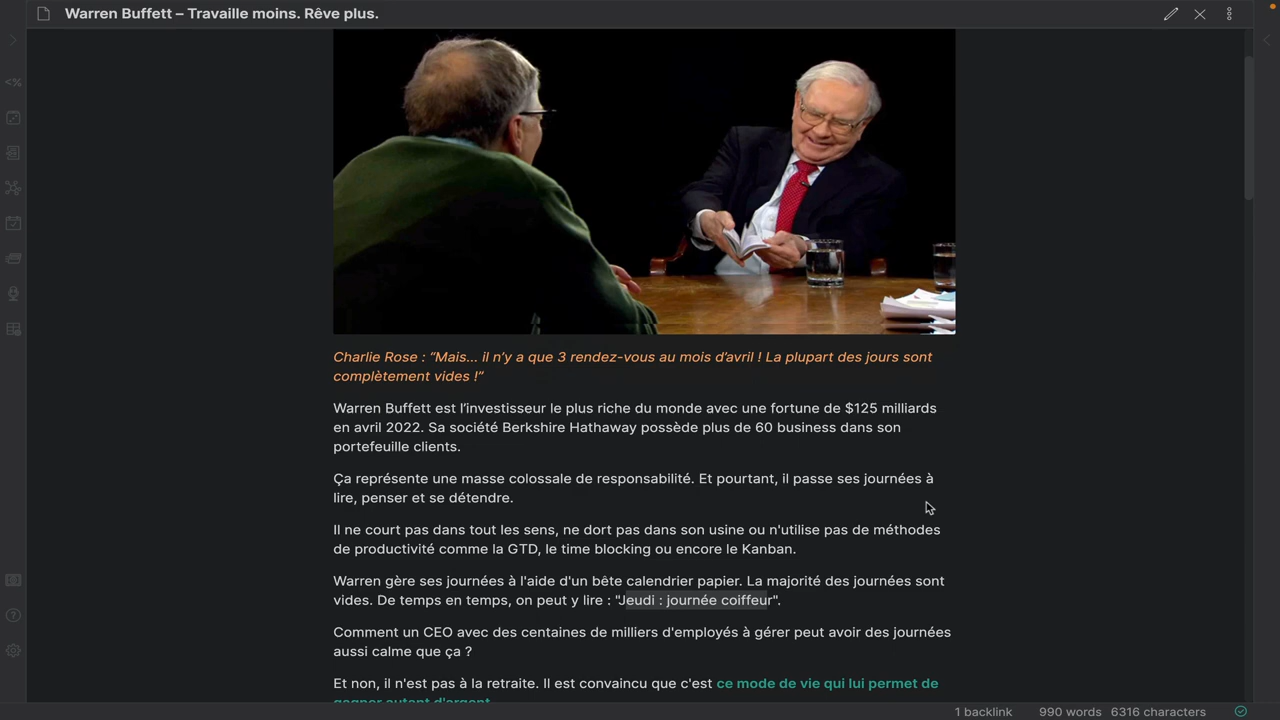 Warren Buffett – Travaille moins. Rêve plus.
Charlie Rose : “Mais... il n’y a que 3 rendez-vous au mois d’avril ! La plupart des jours sont
complètement vides !”
Warren Buffett est l’investisseur le plus riche du monde avec une fortune de $125 milliards
en avril 2022. Sa société Berkshire Hathaway possède plus de 60 business dans son
portefeuille clients.
Ça représente une masse colossale de responsabilité. Et pourtant, il passe ses journées à
lire, penser et se détendre.
Il ne court pas dans tout les sens, ne dort pas dans son usine ou n'utilise pas de méthodes
de productivité comme la GTD, le time blocking ou encore le Kanban.
Warren gère ses journées à l'aide d'un bête calendrier papier. La majorité des journées sont
vides. De temps en temps, on peut y lire : "Jeudi : journée coiffeur".
Comment un CEO avec des centaines de milliers d'employés à gérer peut avoir des journées
aussi calme que ça ?
Et non, il n'est pas à la retraite. Il est convaincu que c'est ce mode de vie qui lui permet de
gagner autant d'argent
1 backlink 990 words 6316 characters